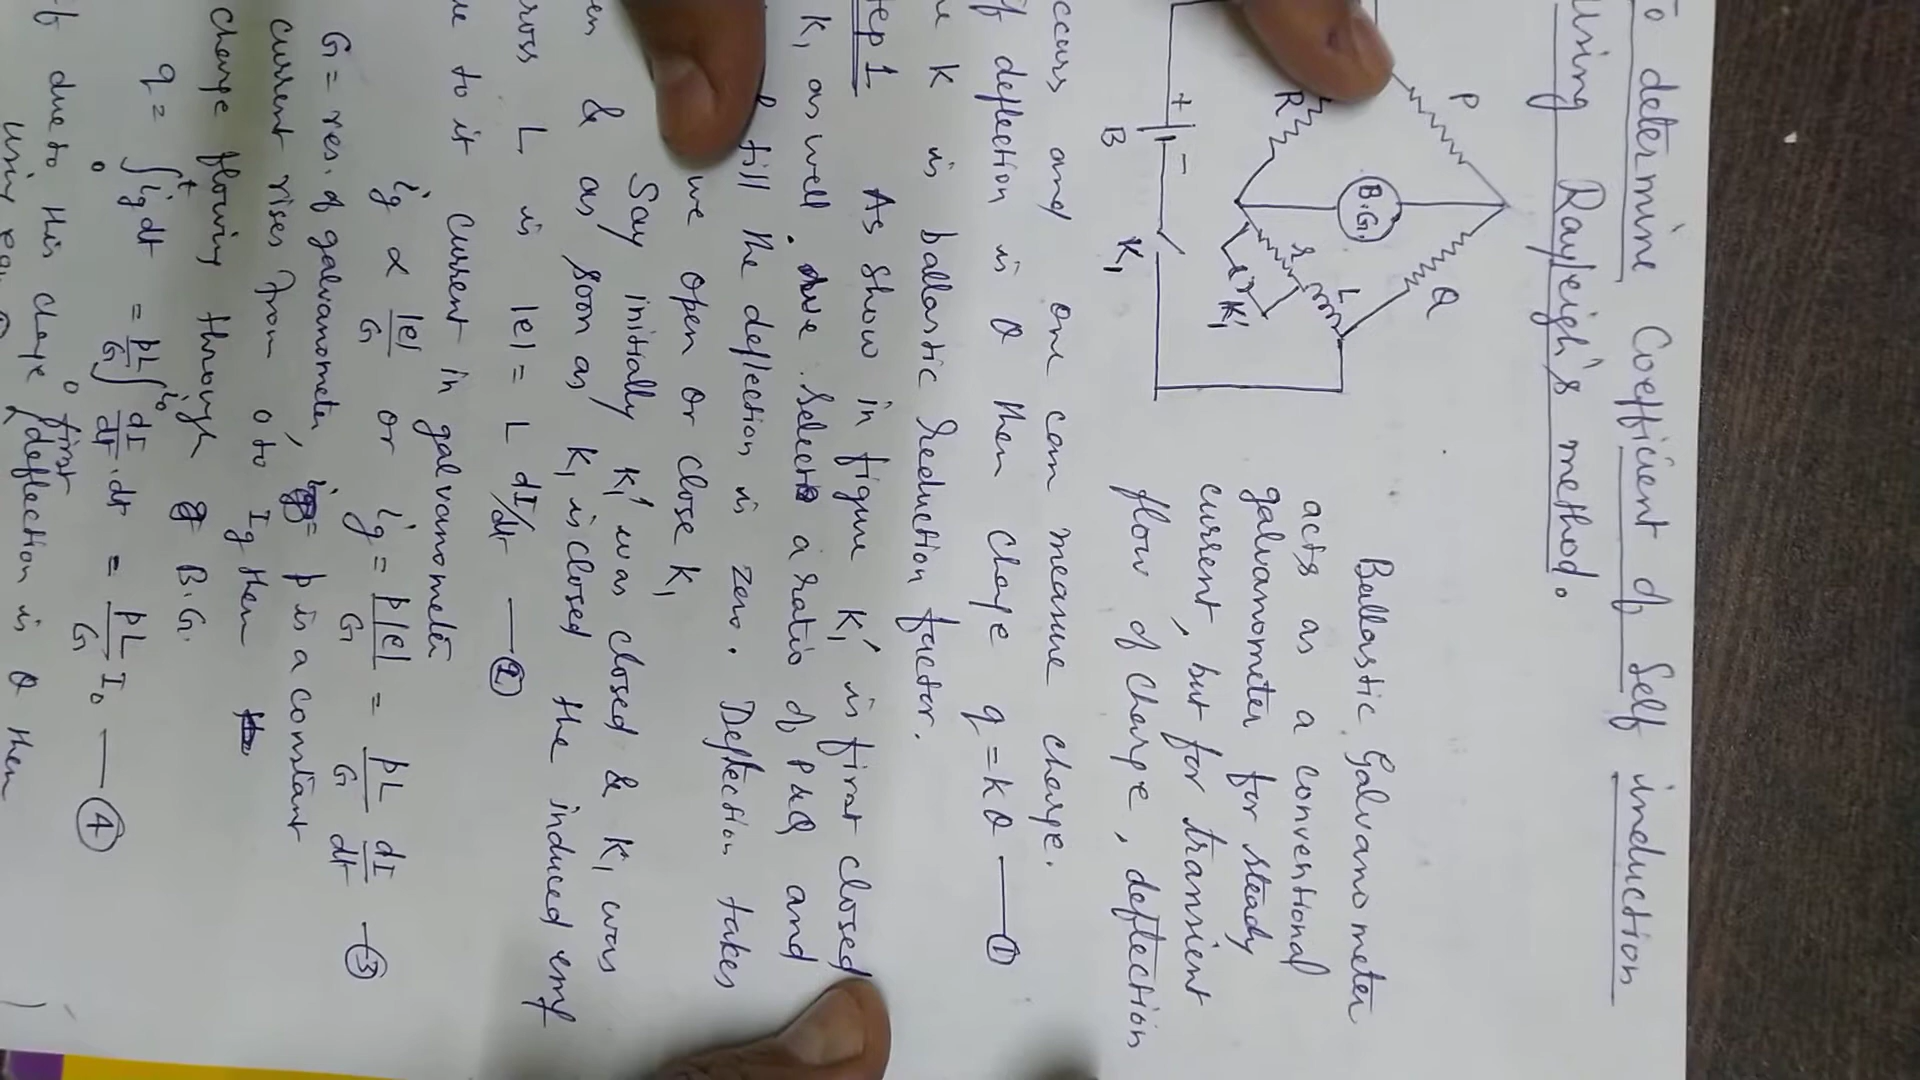 To determine Coefficient of Self induction
Using Rayleigh's method.
P
Q
B.G.
R
r
L
K₁'
+
-
B
K₁
Ballastic Galvanometer
acts as a conventional
galvanometer for steady
current, but for transient
flow of charge, deflection
occurs and one can measure charge.
if deflection is θ then charge q = kθ — ①
k is ballastic reduction factor.
Step 1 As show in figure K₁' is first closed
K₁ as well. Select a ratio of P & Q and
till the deflection is zero. Deflection takes
we open or close K₁
Say initially K₁' was closed & K₁ was
& as soon as K₁ is closed the induced emf
across L is |e| = L dI/dt — ②
due to it current in galvanometer
ig α |e|/G or ig = p|e|/G = pL/G dI/dt — ③
G = res. of galvanometer, p is a constant
current rises from 0 to Ig then
charge flowing through B.G.
q = ∫₀ᵗ ig dt = pL/G ∫₀^i₀ dI/dt . dt = pL/G I₀ — ④
if due to this charge first deflection is θ then
using eqn